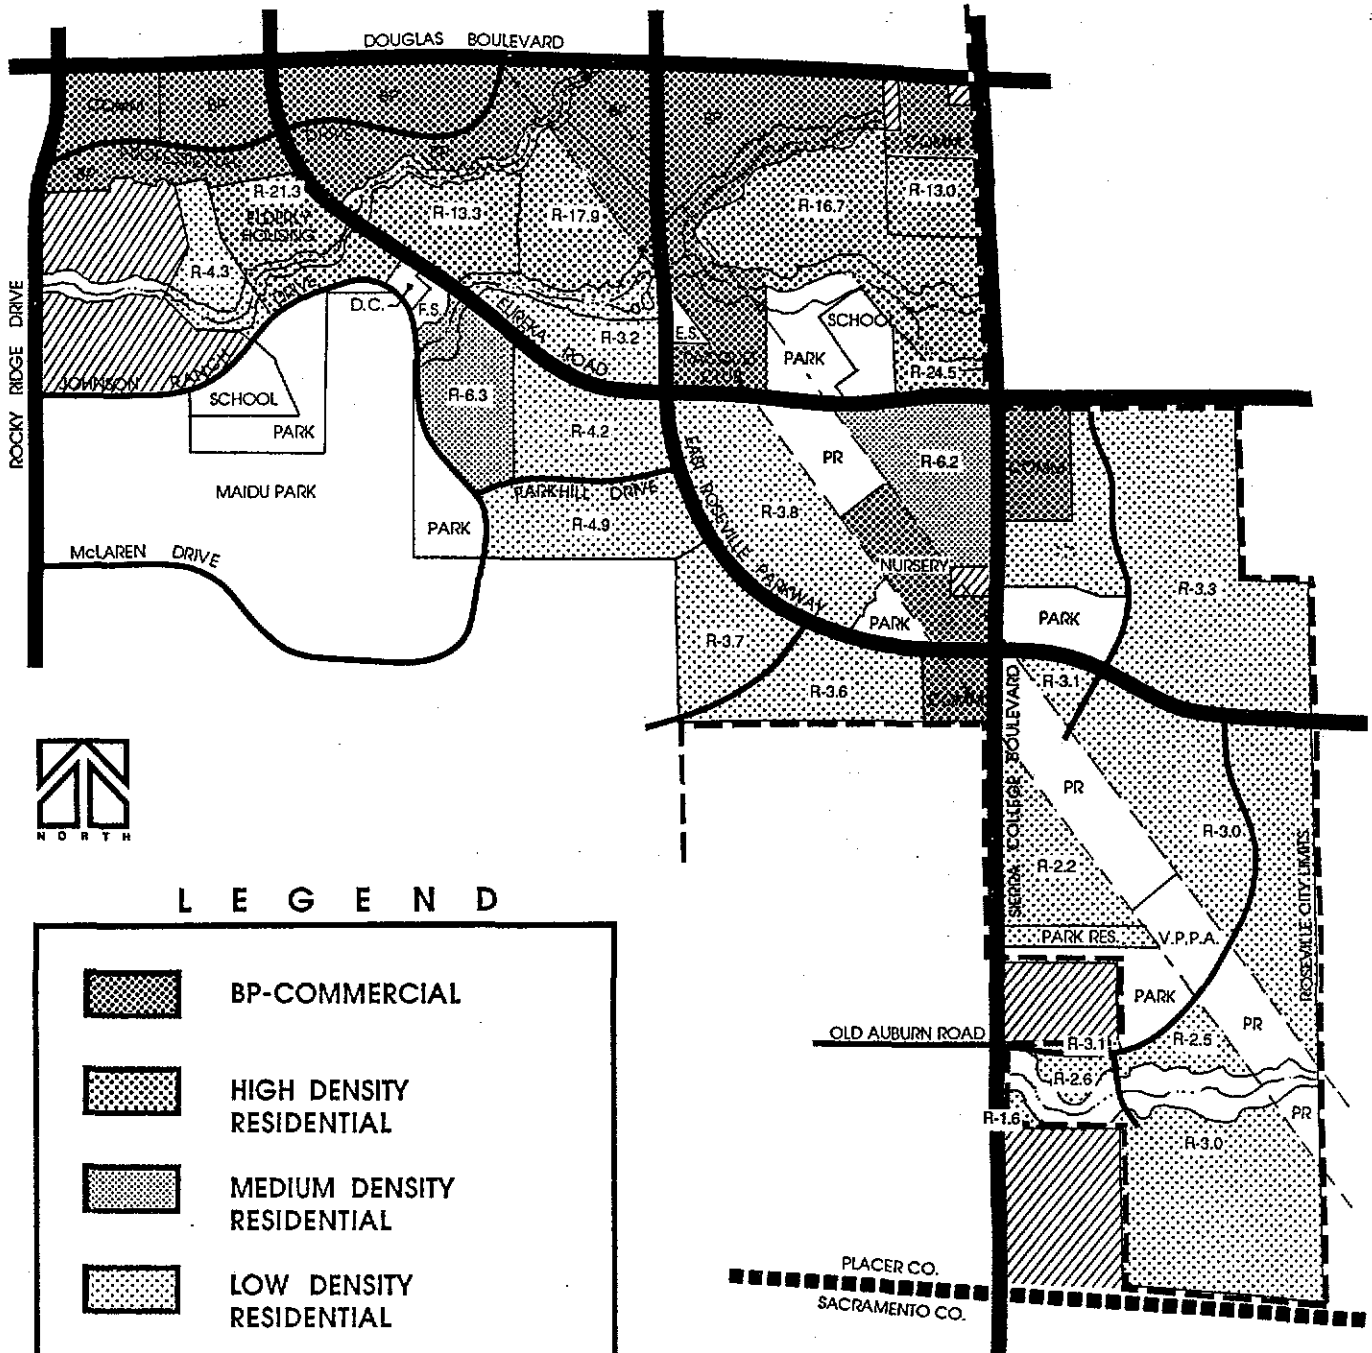 DOUGLAS BOULEVARD
COMM
BP
BP
BP
BP
COMM
PROFESSIONAL DRIVE
BP
BP
R-21.3
ELDERLY
HOUSING
R-13.3
R-17.9
R-16.7
R-13.0
R-4.3
ROCKY RIDGE DRIVE
JOHNSON RANCH DRIVE
D.C.
F.S.
EUREKA ROAD
R-3.2
E.S.
SCHOOL
PARK
R-24.5
SCHOOL
PARK
R-6.3
R-4.2
PR
R-6.2
COMM
MAIDU PARK
PARK
PARKHILL DRIVE
R-4.9
EAST ROSEVILLE PARKWAY
R-3.8
McLAREN DRIVE
NURSERY
R-3.3
PARK
PARK
R-3.7
R-3.6
COMM
R-3.1
SIERRA COLLEGE BOULEVARD
PR
R-3.0
R-2.2
ROSEVILLE CITY LIMITS
PARK RES.
V.P.P.A.
PARK
PR
OLD AUBURN ROAD
R-3.1
R-2.5
R-2.6
R-1.6
PR
R-3.0
PLACER CO.
SACRAMENTO CO.
NORTH
LEGEND
BP-COMMERCIAL
HIGH DENSITY
RESIDENTIAL
MEDIUM DENSITY
RESIDENTIAL
LOW DENSITY
RESIDENTIAL